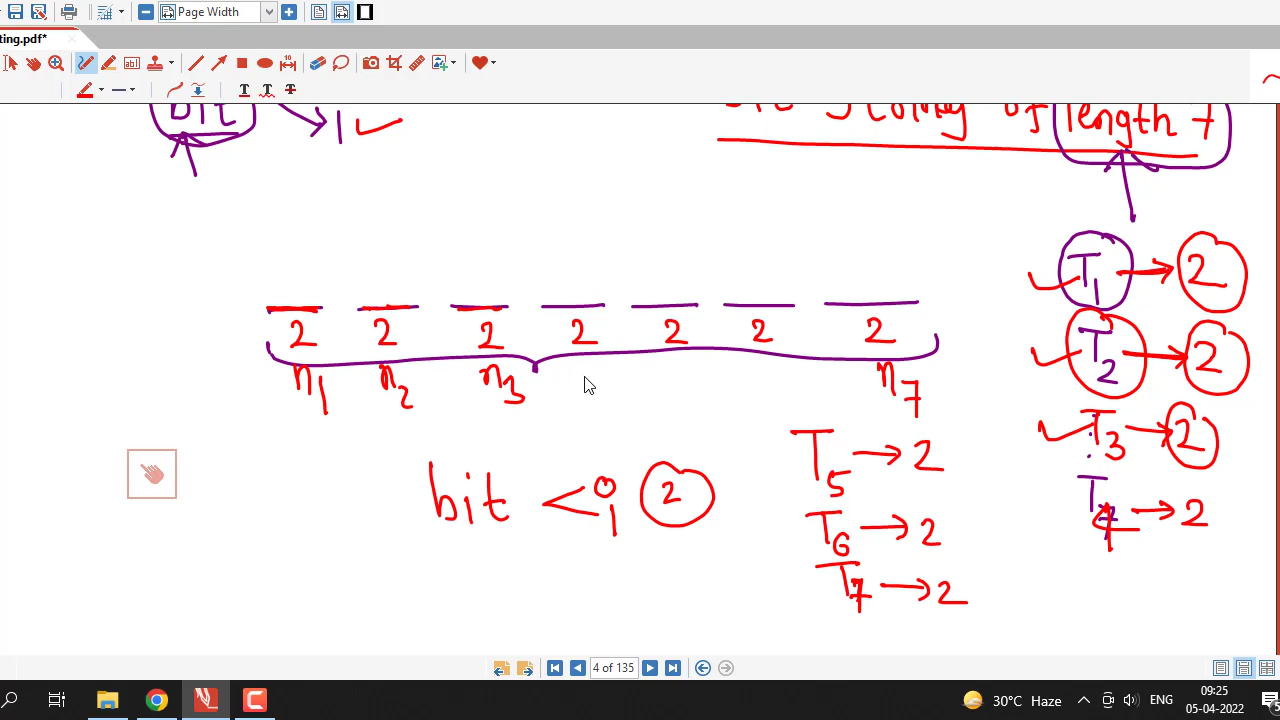 Page Width
ting.pdf*
10
bit
1
of length 7
T1 → 2
2 2 2 2 2 2 2
n1 n2 n3 n7
T2 → 2
T3 → 2
T5 → 2
bit < 0 1 2
T4 → 2
T6 → 2
T7 → 2
4 of 135
30°C Haze
ENG
09:25
05-04-2022